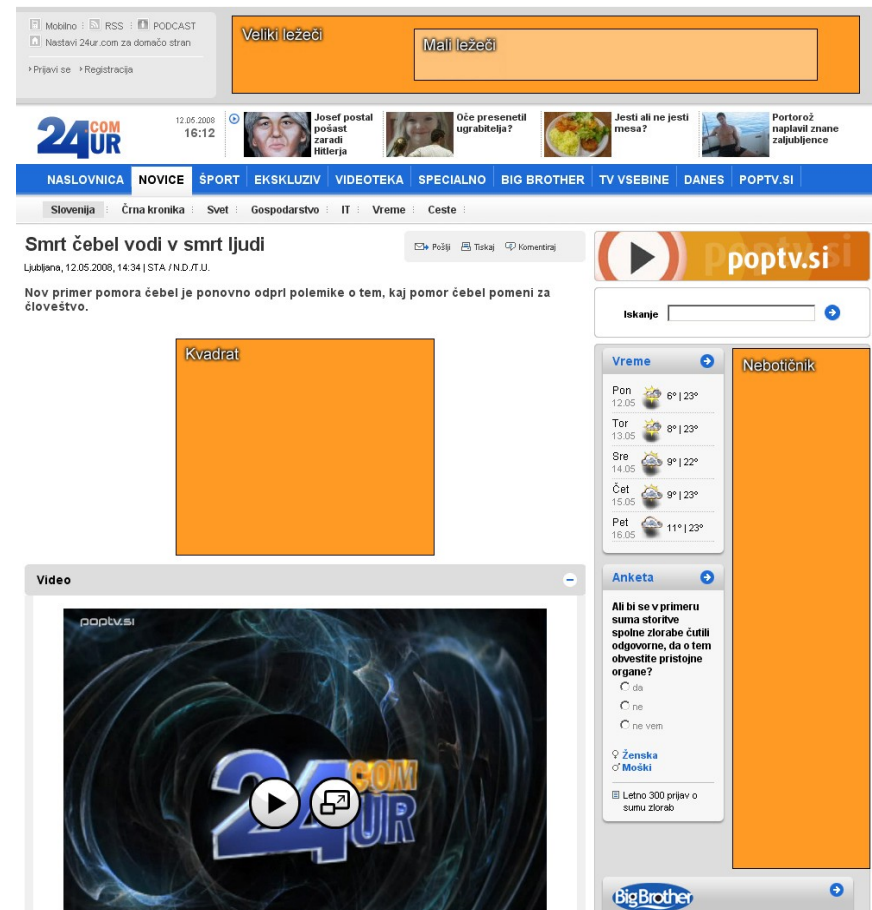 Mobilno RSS PODCAST
Nastavi 24ur.com za domačo stran
Prijavi se Registracija
Veliki ležeči
Mali ležeči
24UR.COM
12.05.2008
16:12
Josef postal
pošast
zaradi
Hitlerja
Oče presenetil
ugrabitelja?
Jesti ali ne jesti
mesa?
Portorož
naplavil znane
zaljubljence
NASLOVNICA NOVICE ŠPORT EKSKLUZIV VIDEOTEKA SPECIALNO BIG BROTHER TV VSEBINE DANES POPTV.SI
Slovenija Črna kronika Svet Gospodarstvo IT Vreme Ceste
Smrt čebel vodi v smrt ljudi
Pošlji Tiskaj Komentiraj
Ljubljana, 12.05.2008, 14:34 | STA / N.D./T.U.
Nov primer pomora čebel je ponovno odprl polemike o tem, kaj pomor čebel pomeni za
človeštvo.
Kvadrat
Video
poptv.si
24UR.COM
poptv.si
Iskanje
Vreme
Pon
12.05
6° | 23°
Tor
13.05
8° | 23°
Sre
14.05
9° | 22°
Čet
15.05
9° | 23°
Pet
16.05
11° | 23°
Nebotičnik
Anketa
Ali bi se v primeru
suma storitve
spolne zlorabe čutili
odgovorne, da o tem
obvestite pristojne
organe?
da
ne
ne vem
♀ Ženska
♂ Moški
Letno 300 prijav o
sumu zlorab
BigBrother